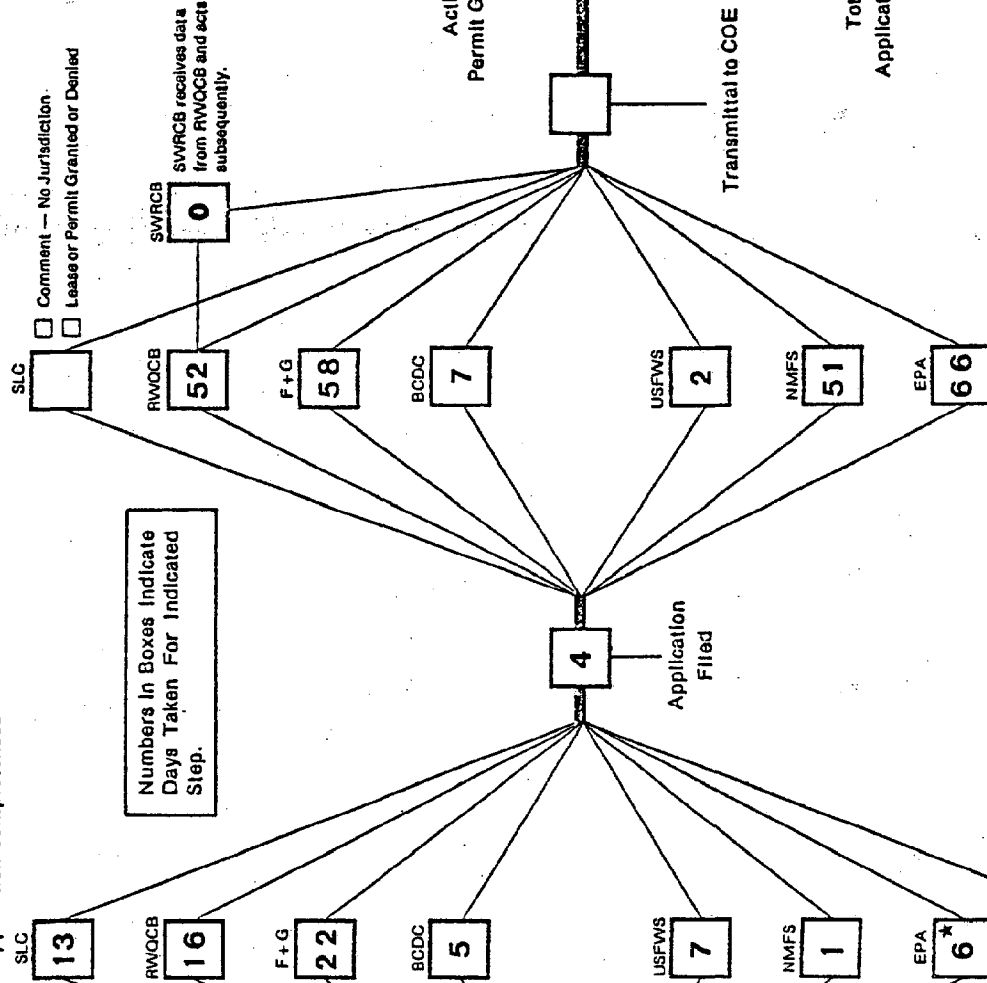 SLC
13
RWQCB
16
F+G
22
BCDC
5
USFWS
7
NMFS
1
EPA
6*
Numbers In Boxes Indicate
Days Taken For Indicated
Step.
4
Application
Filed
SLC
Comment — No Jurisdiction
Lease or Permit Granted or Denied
RWQCB
52
F+G
58
BCDC
7
USFWS
2
NMFS
51
EPA
66
SWRCB
0
SWRCB receives data
from RWQCB and acts
subsequently.
Transmittal to COE
Permit G
Applicat